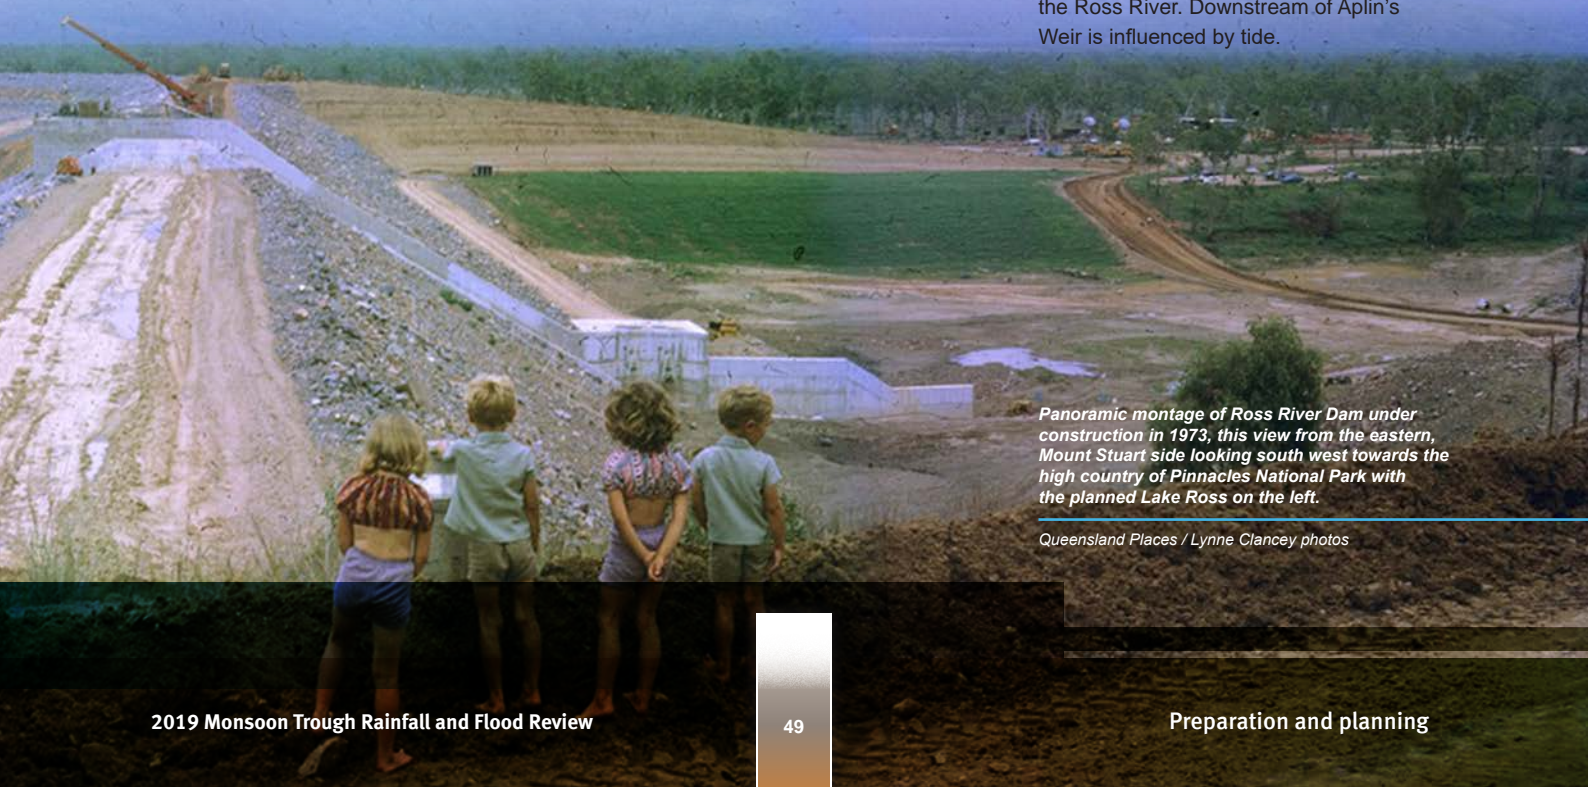 the Ross River. Downstream of Aplin's
Weir is influenced by tide.
Panoramic montage of Ross River Dam under
construction in 1973, this view from the eastern,
Mount Stuart side looking south west towards the
high country of Pinnacles National Park with
the planned Lake Ross on the left.
Queensland Places / Lynne Clancey photos
2019 Monsoon Trough Rainfall and Flood Review
49
Preparation and planning